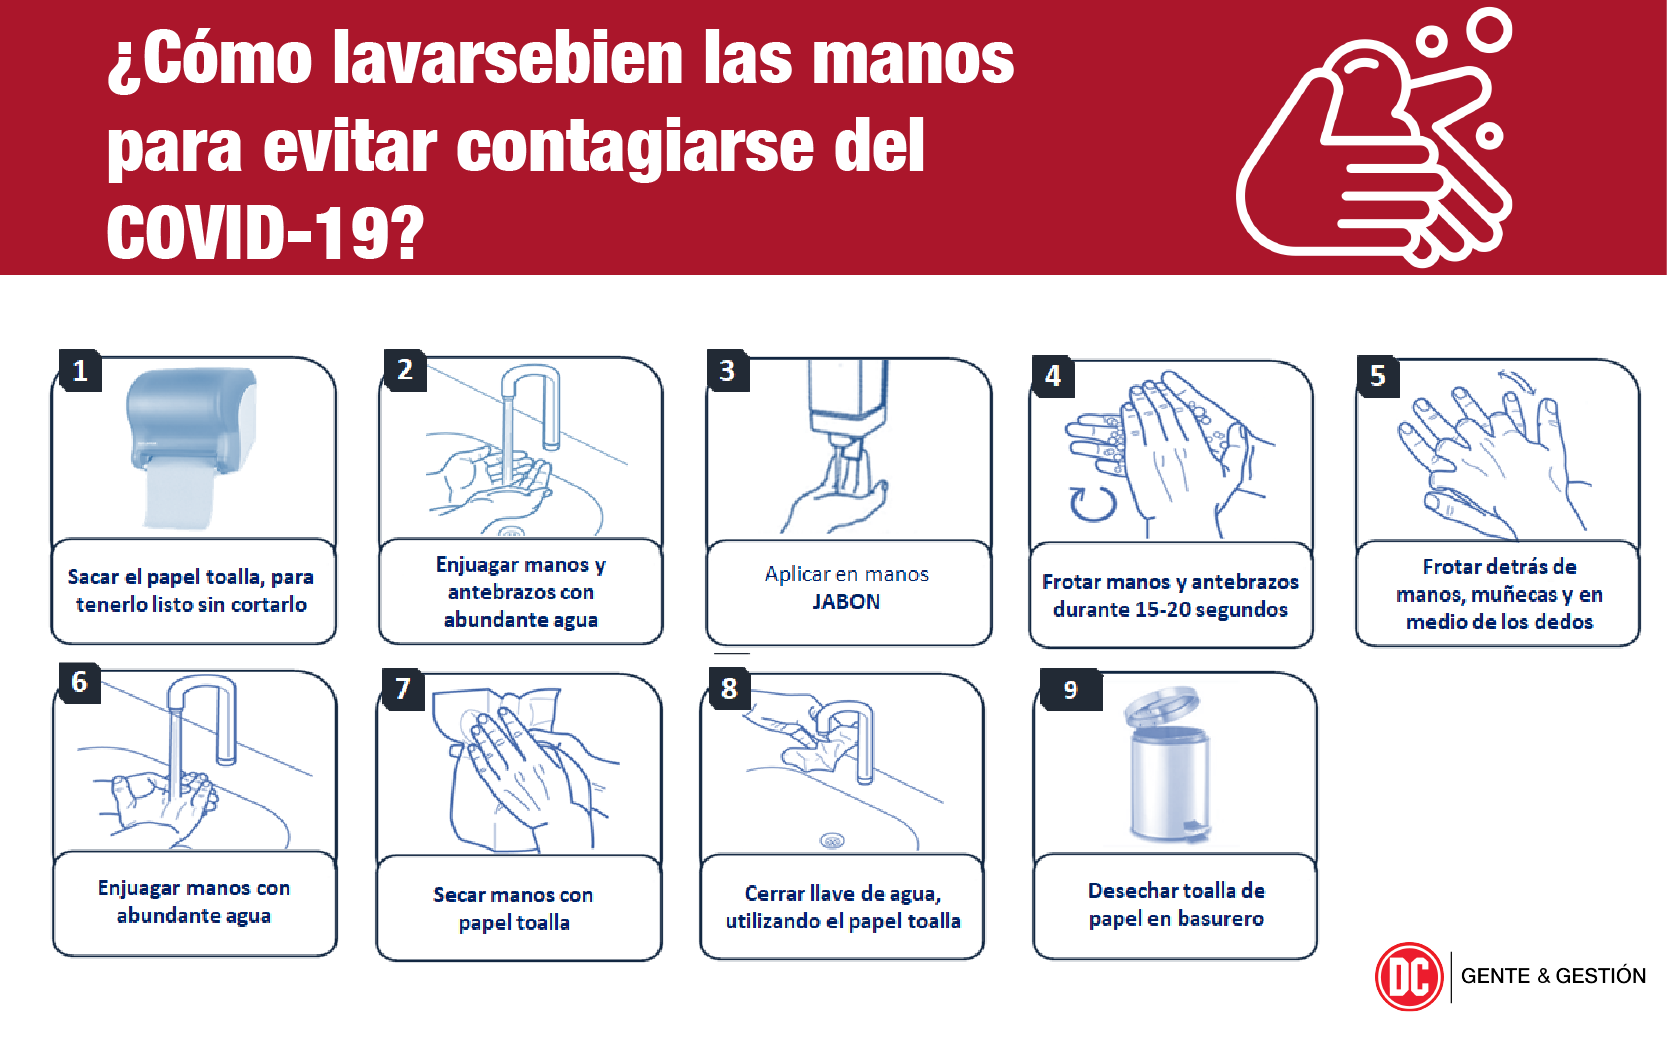 ¿Cómo lavarsebien las manos
para evitar contagiarse del
COVID-19?
1
Sacar el papel toalla, para
tenerlo listo sin cortarlo
2
Enjuagar manos y
antebrazos con
abundante agua
3
Aplicar en manos
JABON
4
Frotar manos y antebrazos
durante 15-20 segundos
5
Frotar detrás de
manos, muñecas y en
medio de los dedos
6
Enjuagar manos con
abundante agua
7
Secar manos con
papel toalla
8
Cerrar llave de agua,
utilizando el papel toalla
9
Desechar toalla de
papel en basurero
DC
GENTE & GESTIÓN